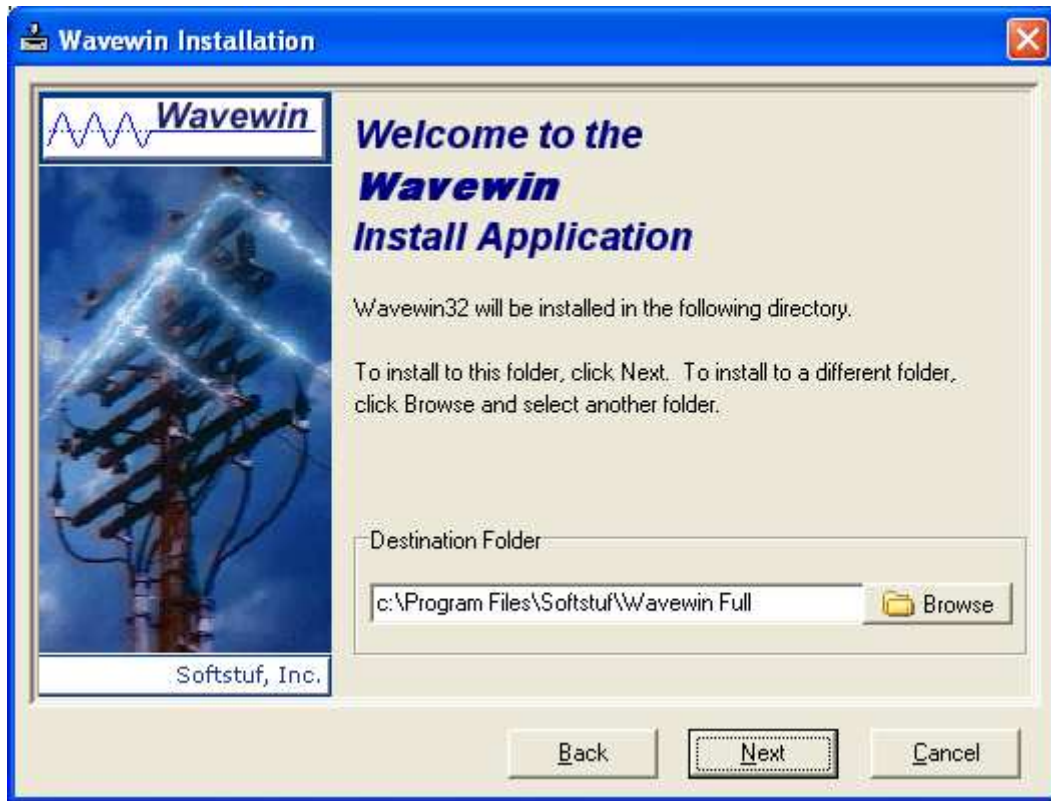 Wavewin Installation
Wavewin
Softstuf, Inc.
Welcome to the
Wavewin
Install Application
Wavewin32 will be installed in the following directory.
To install to this folder, click Next. To install to a different folder,
click Browse and select another folder.
Destination Folder
c:\Program Files\Softstuf\Wavewin Full
Browse
Back
Next
Cancel